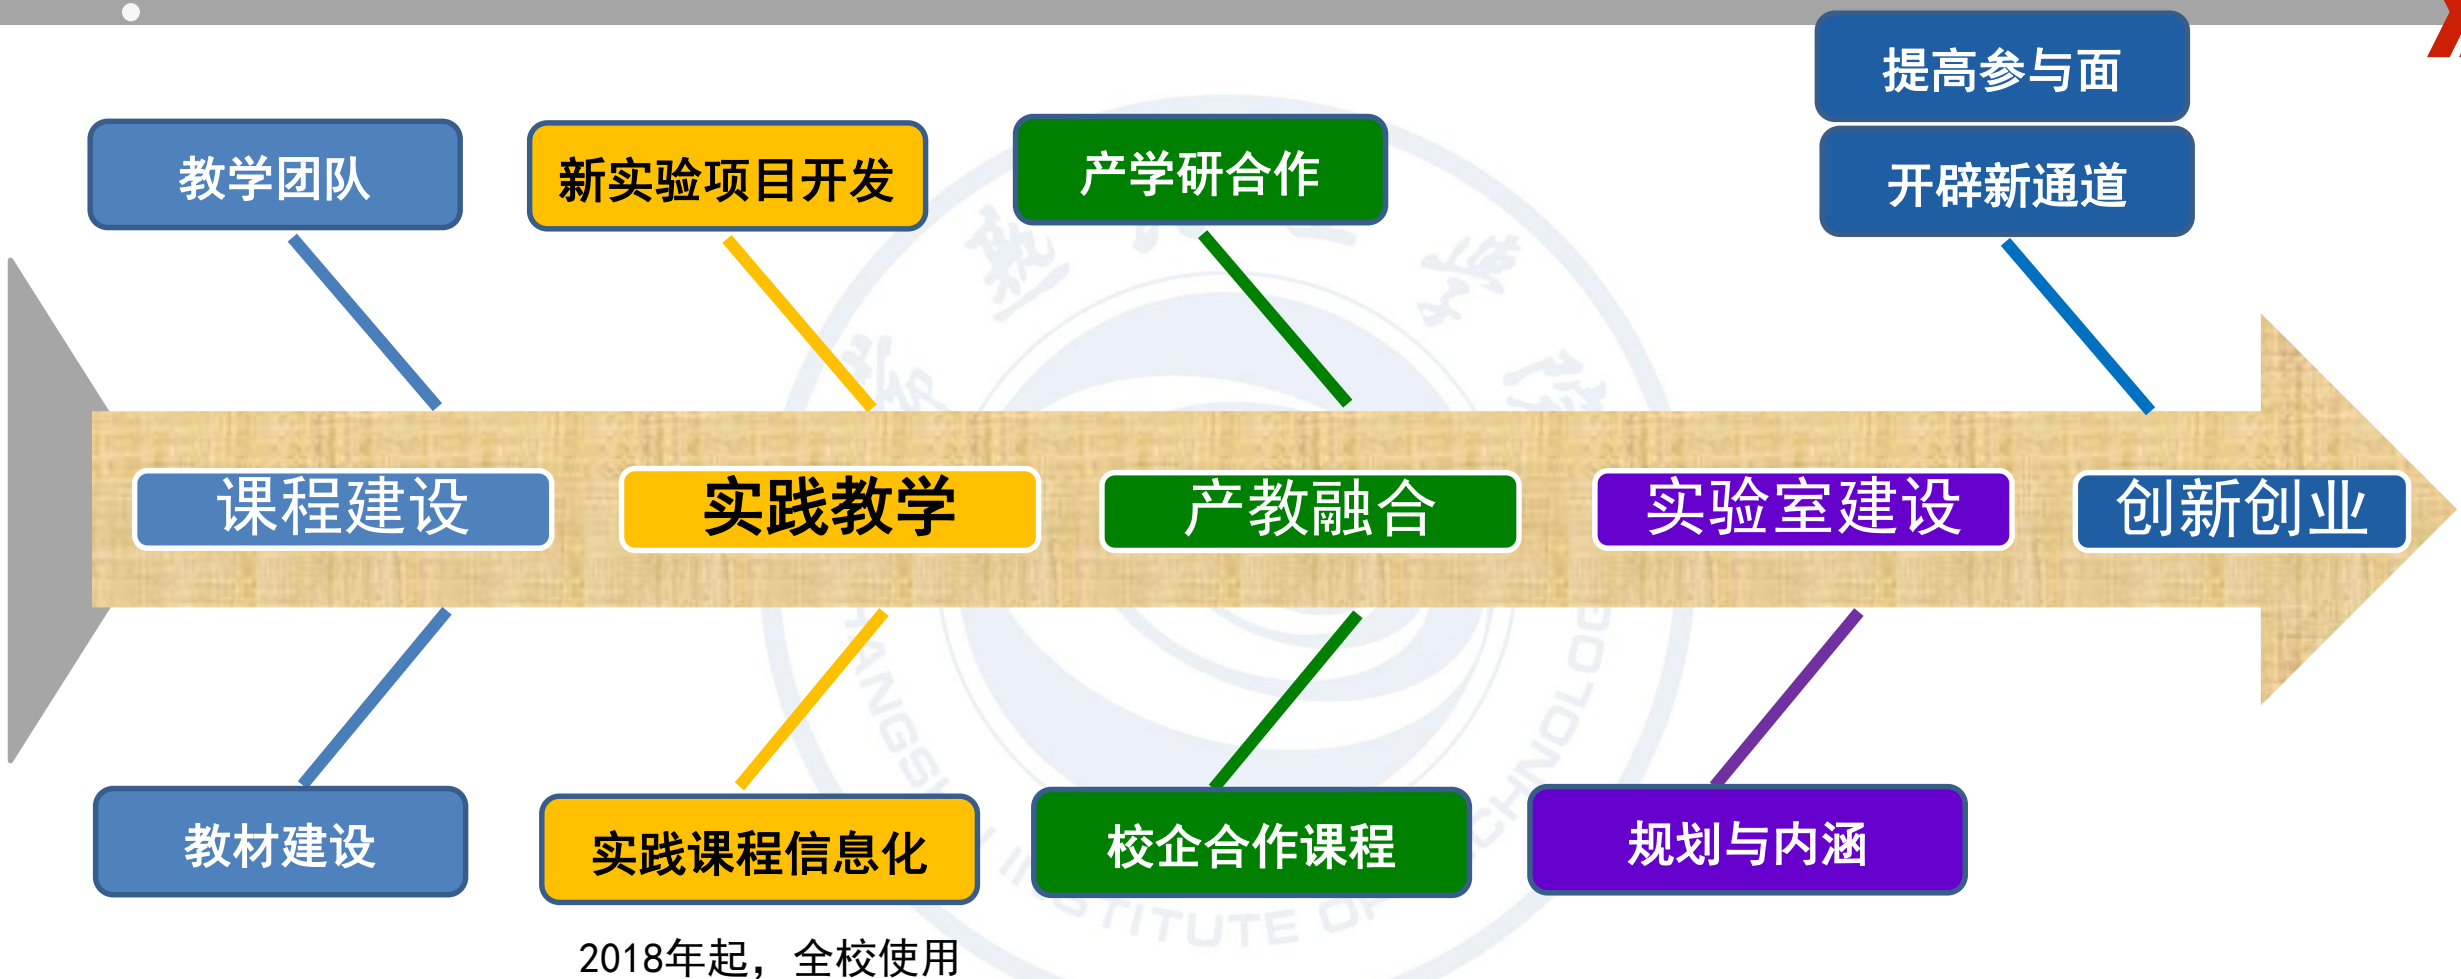 提高参与面
教学团队
新实验项目开发
产学研合作
开辟新通道
课程建设
实践教学
产教融合
实验室建设
创新创业
教材建设
实践课程信息化
校企合作课程
规划与内涵
2018年起，全校使用
INSTITUTE OF